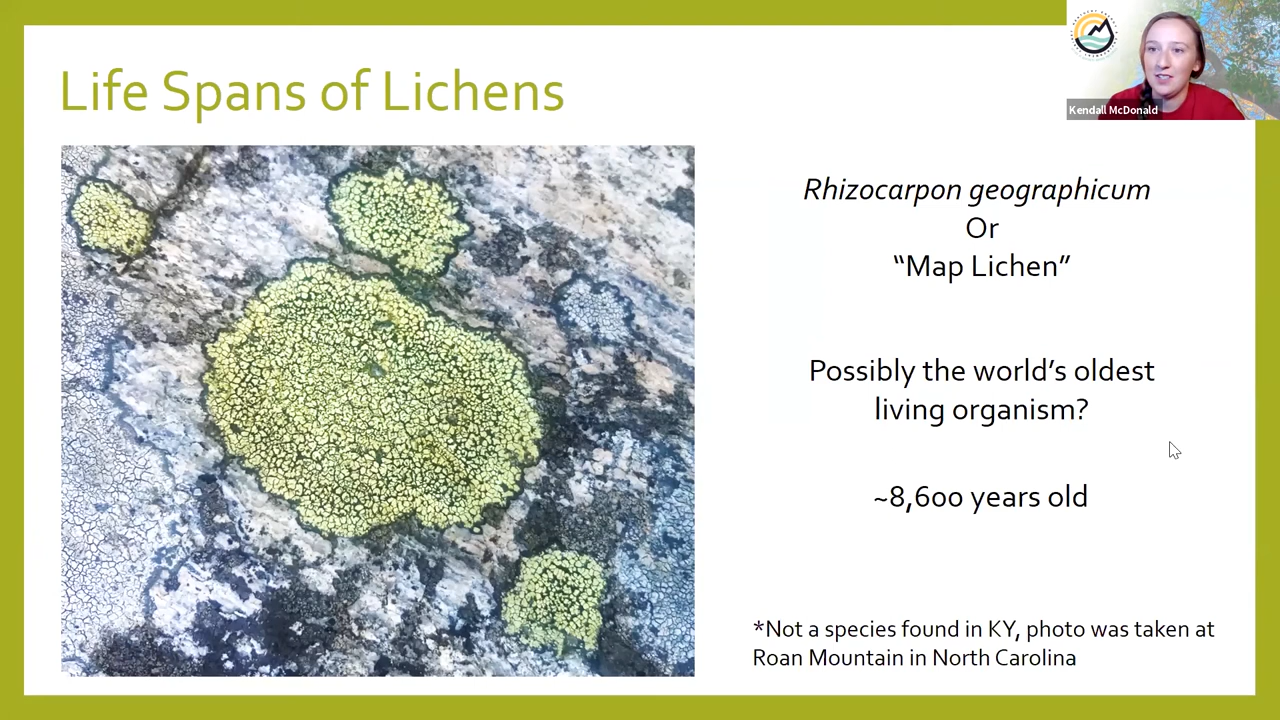 Life Spans of Lichens
Kendall McDonald
Rhizocarpon geographicum
Or
“Map Lichen”
Possibly the world’s oldest
living organism?
~8,600 years old
*Not a species found in KY, photo was taken at
Roan Mountain in North Carolina